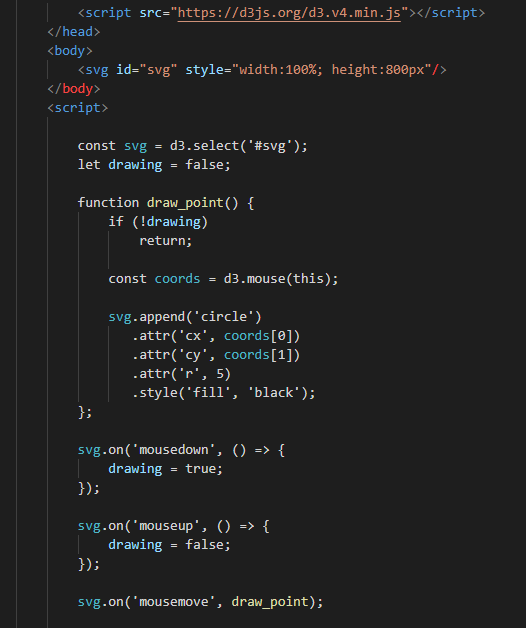 <script src="https://d3js.org/d3.v4.min.js"></script>
</head>
<body>
<svg id="svg" style="width:100%; height:800px"/>
</body>
<script>
const svg = d3.select('#svg');
let drawing = false;
function draw_point() {
if (!drawing)
return;
const coords = d3.mouse(this);
svg.append('circle')
.attr('cx', coords[0])
.attr('cy', coords[1])
.attr('r', 5)
.style('fill', 'black');
};
svg.on('mousedown', () => {
drawing = true;
});
svg.on('mouseup', () => {
drawing = false;
});
svg.on('mousemove', draw_point);